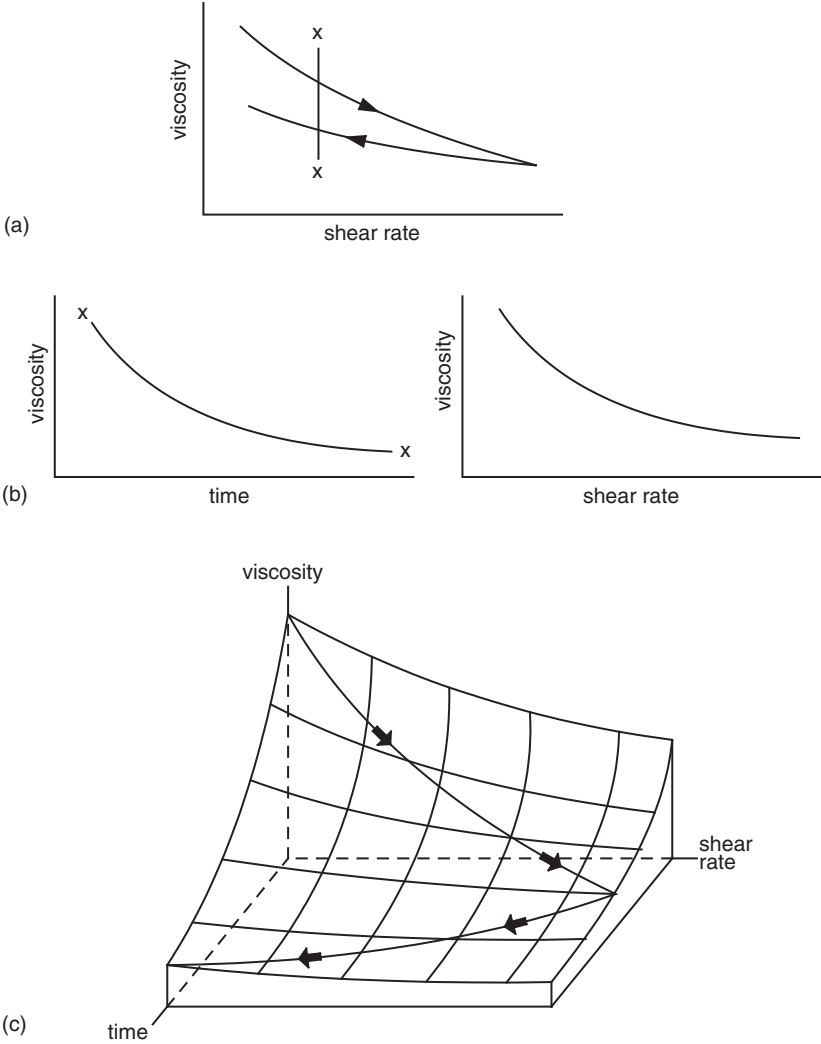 x
viscosity
x
shear rate
(a)
x
viscosity
x
time
viscosity
shear rate
(b)
viscosity
shear
rate
time
(c)